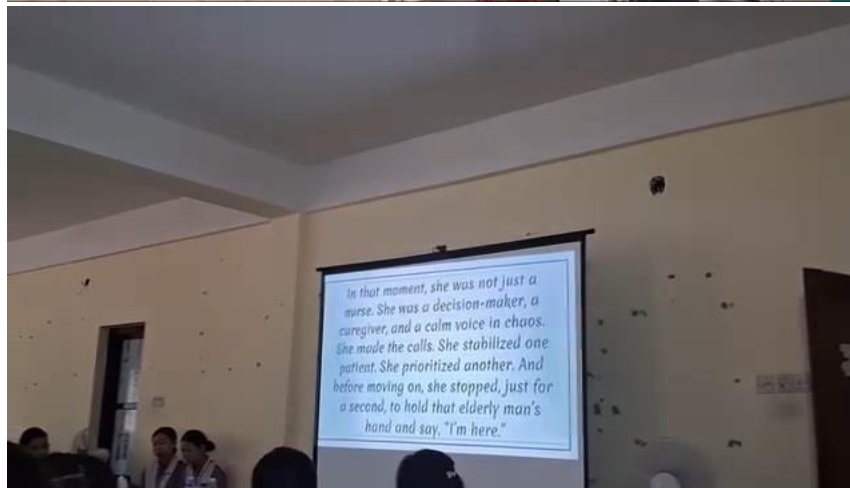 In that moment, she was not just a
nurse. She was a decision-maker, a
caregiver, and a calm voice in chaos.
She made the calls. She stabilized one
patient. She prioritized another. And
before moving on, she stopped, just for
a second, to hold that elderly man's
hand and say, "I'm here."